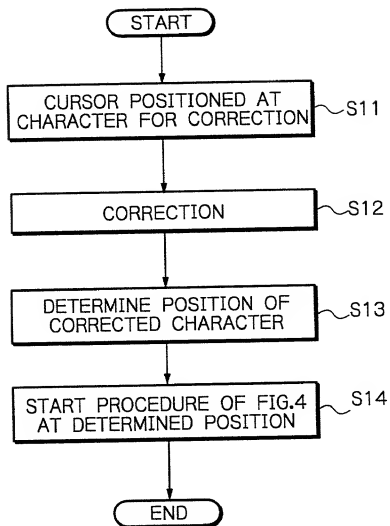 START
CURSOR POSITIONED AT
CHARACTER FOR CORRECTION
S11
CORRECTION
S12
DETERMINE POSITION OF
CORRECTED CHARACTER
S13
START PROCEDURE OF FIG.4
AT DETERMINED POSITION
S14
END